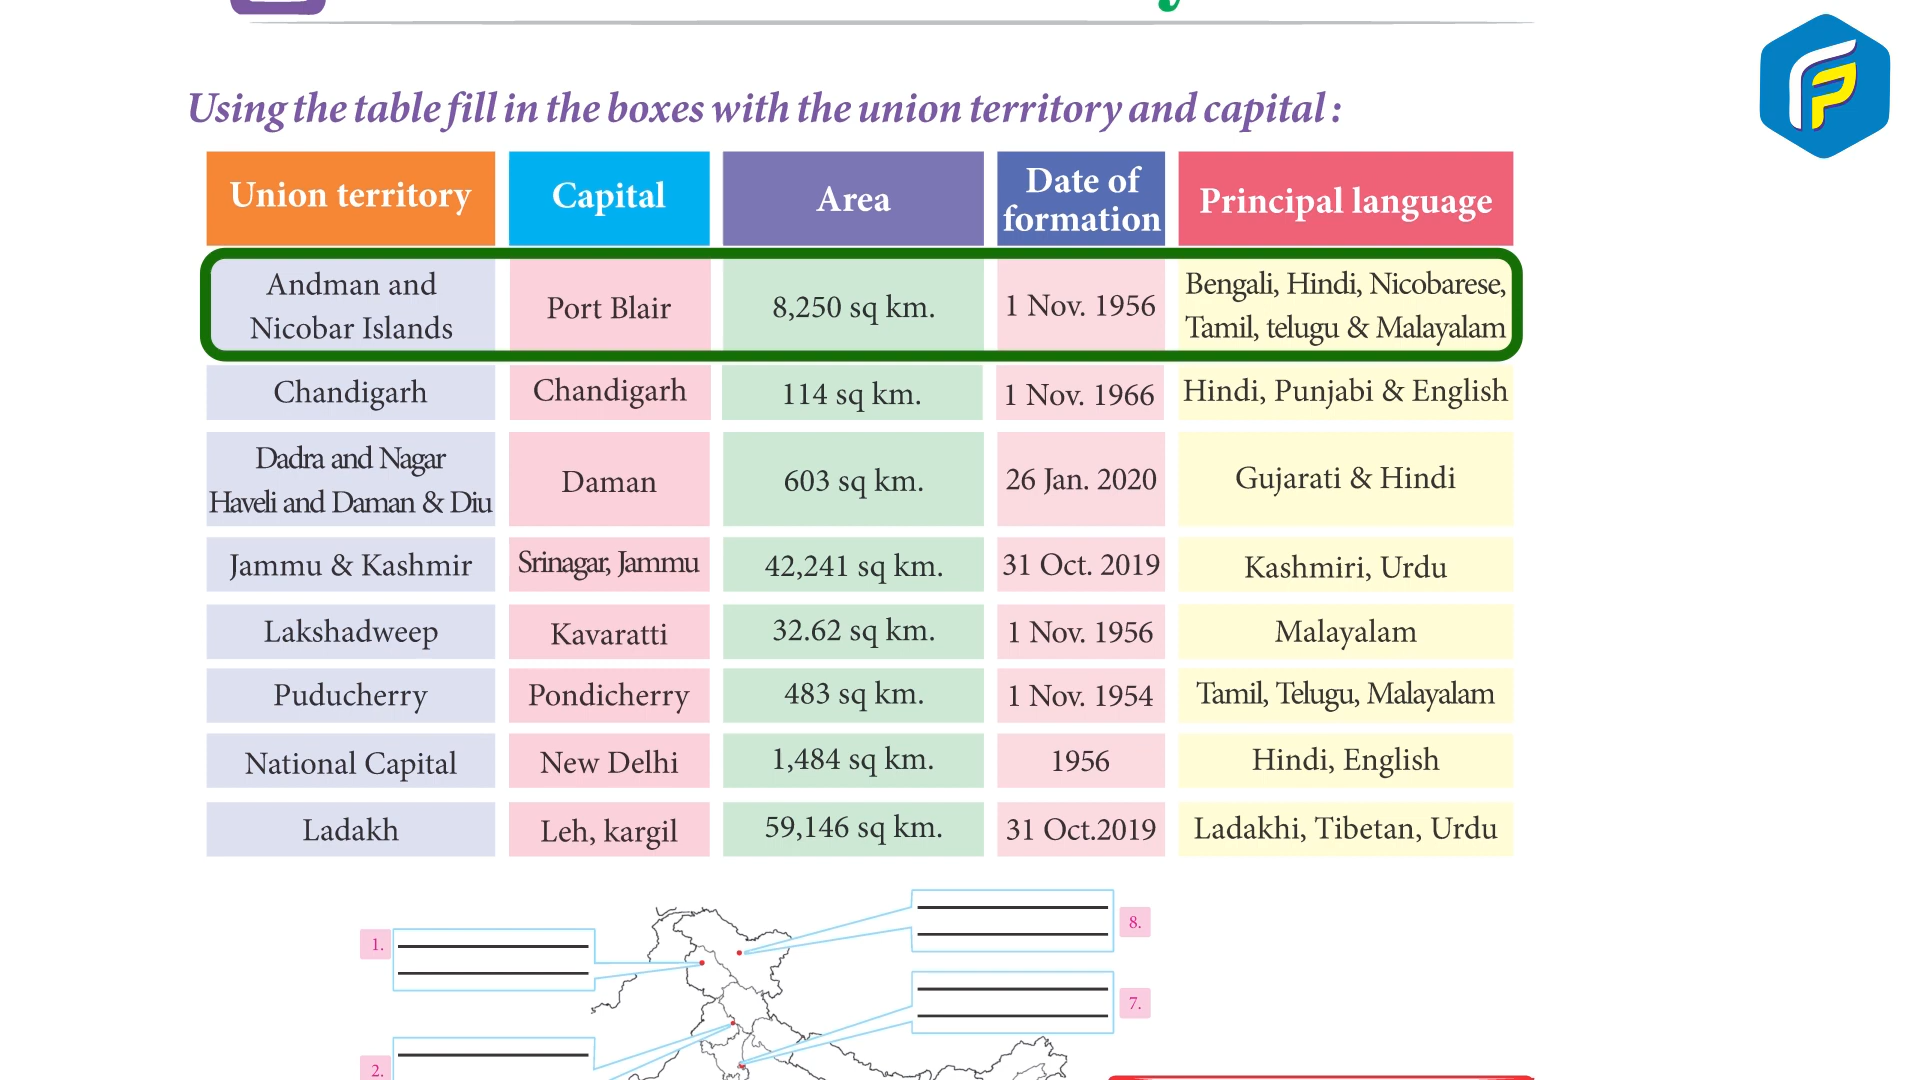 Using the table fill in the boxes with the union territory and capital :
Union territory Capital Area Date of formation Principal language
Andman and Nicobar Islands Port Blair 8,250 sq km. 1 Nov. 1956 Bengali, Hindi, Nicobarese, Tamil, telugu & Malayalam
Chandigarh Chandigarh 114 sq km. 1 Nov. 1966 Hindi, Punjabi & English
Dadra and Nagar Haveli and Daman & Diu Daman 603 sq km. 26 Jan. 2020 Gujarati & Hindi
Jammu & Kashmir Srinagar, Jammu 42,241 sq km. 31 Oct. 2019 Kashmiri, Urdu
Lakshadweep Kavaratti 32.62 sq km. 1 Nov. 1956 Malayalam
Puducherry Pondicherry 483 sq km. 1 Nov. 1954 Tamil, Telugu, Malayalam
National Capital New Delhi 1,484 sq km. 1956 Hindi, English
Ladakh Leh, kargil 59,146 sq km. 31 Oct.2019 Ladakhi, Tibetan, Urdu
1.
8.
7.
2.